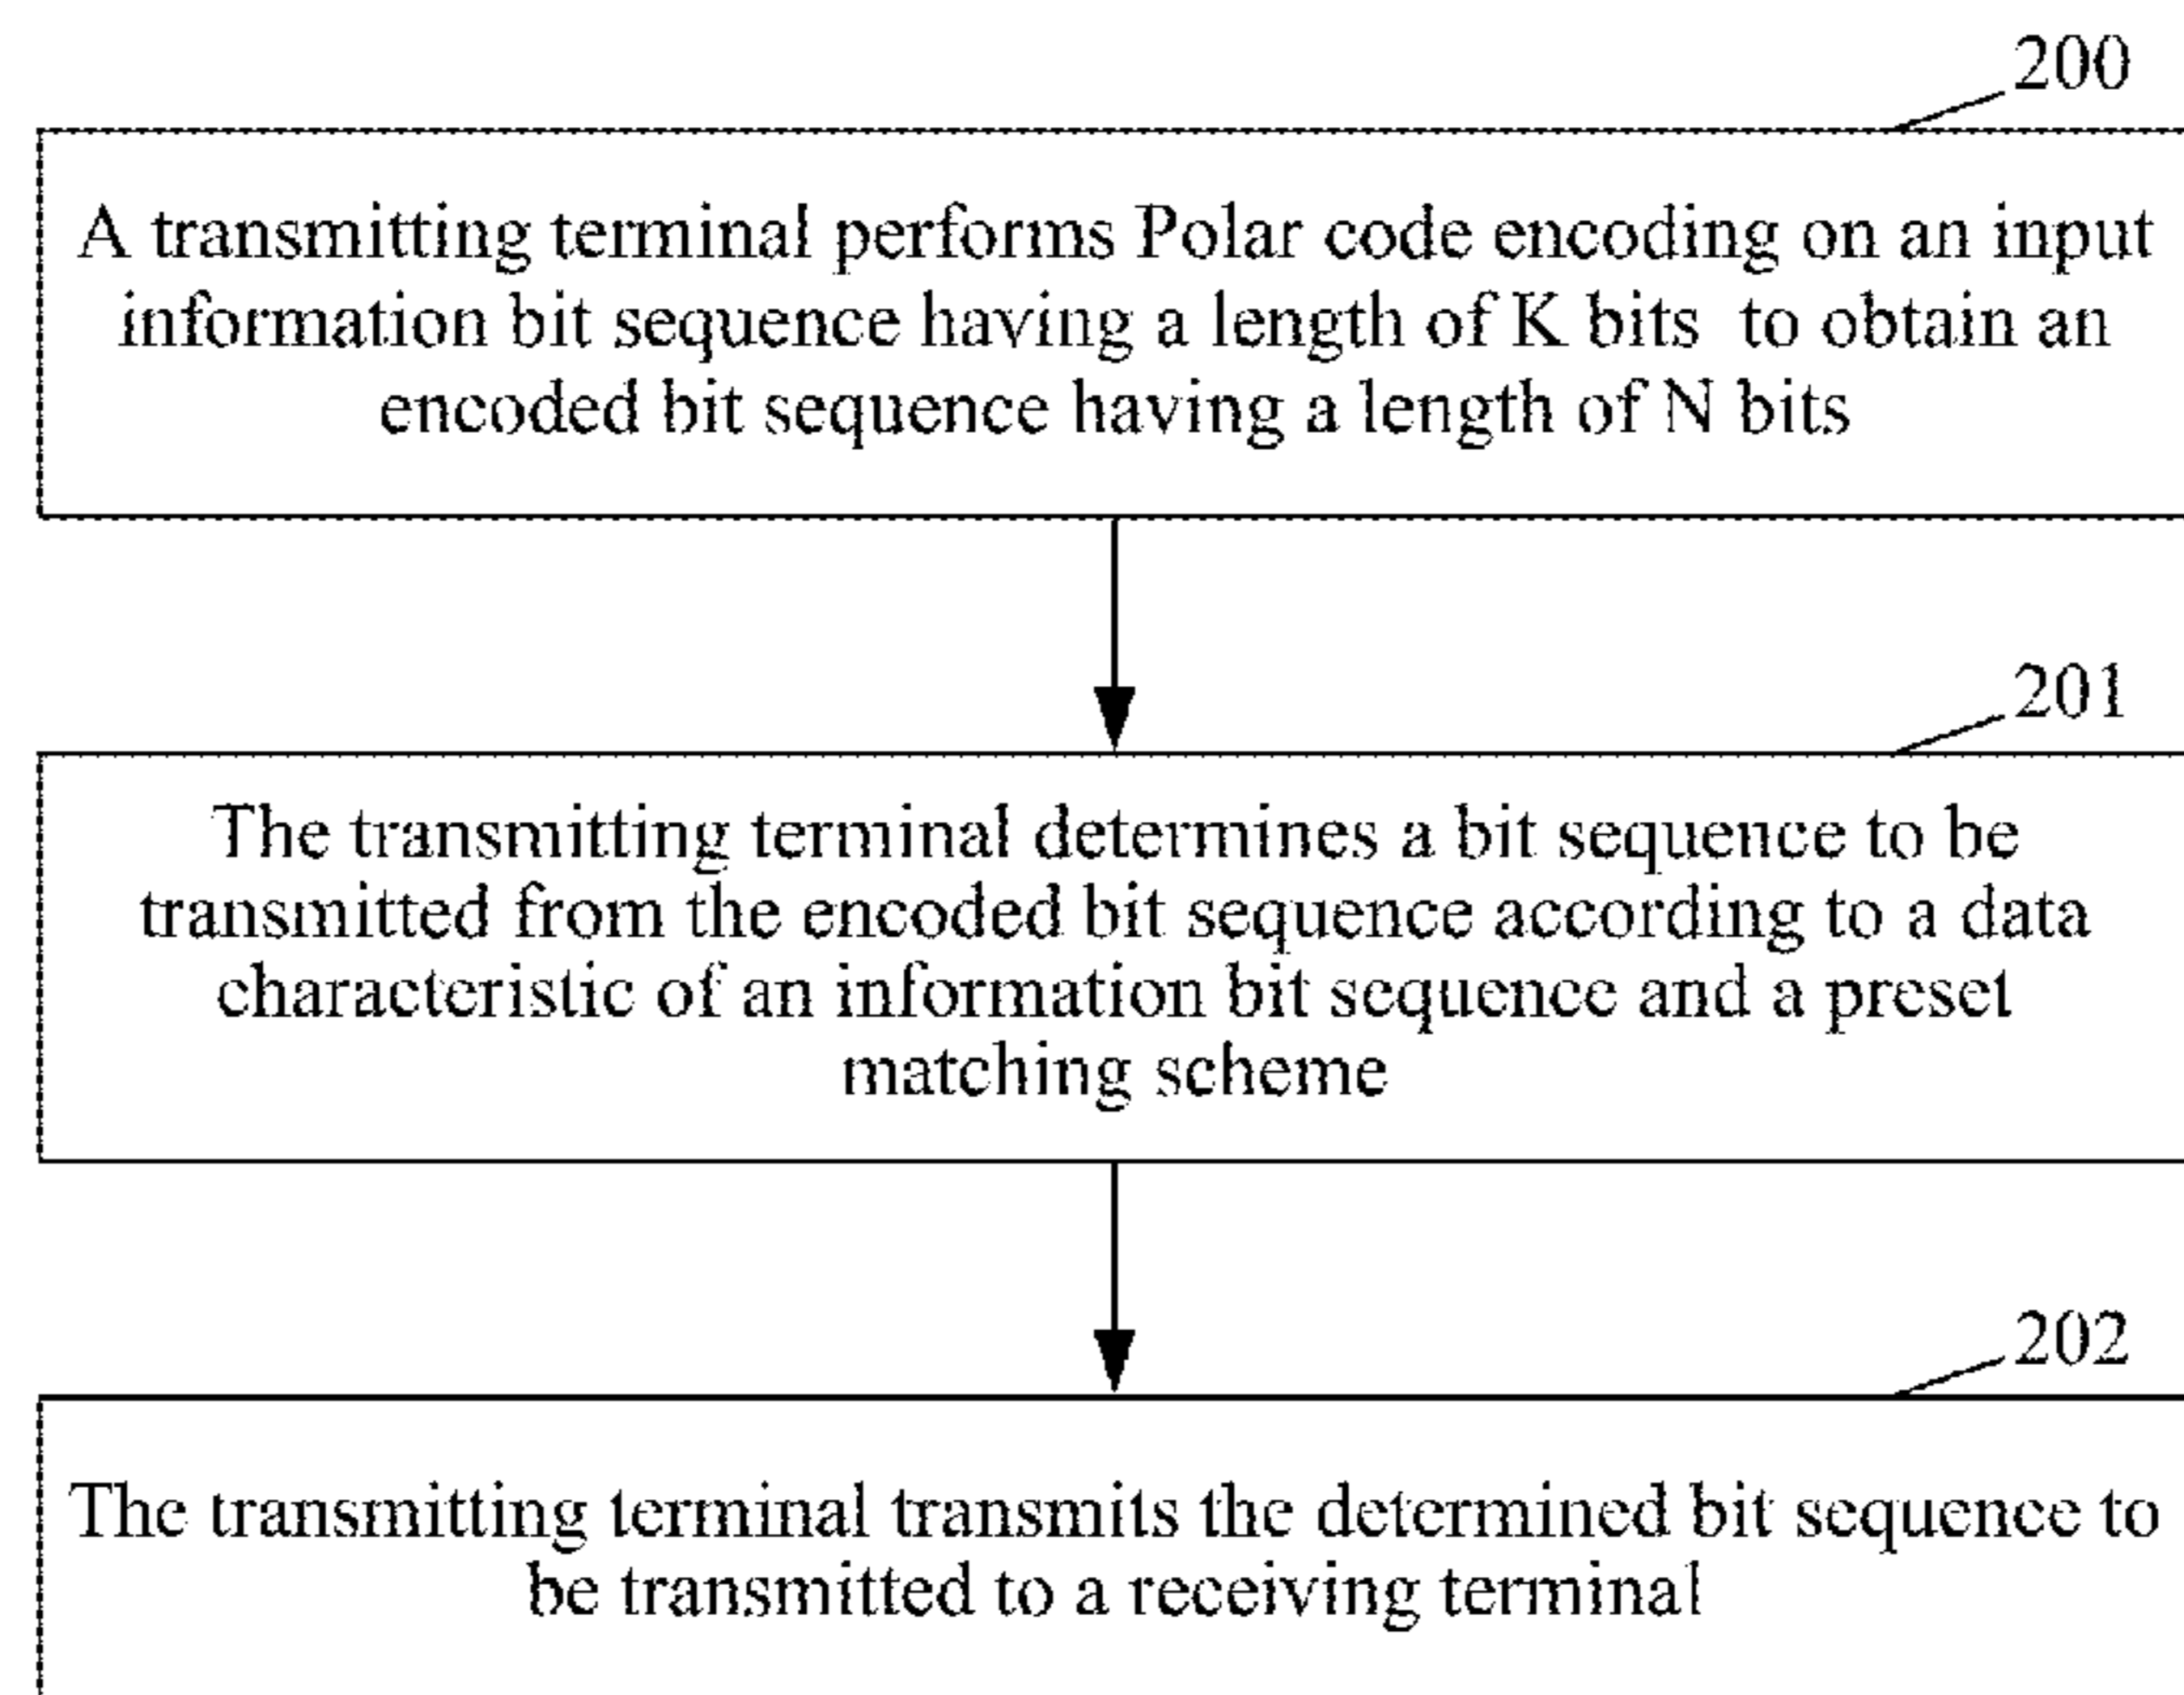 200
A transmitting terminal performs Polar code encoding on an input
information bit sequence having a length of K bits to obtain an
encoded bit sequence having a length of N bits
201
The transmitting terminal determines a bit sequence to be
transmitted from the encoded bit sequence according to a data
characteristic of an information bit sequence and a preset
matching scheme
202
The transmitting terminal transmits the determined bit sequence to
be transmitted to a receiving terminal